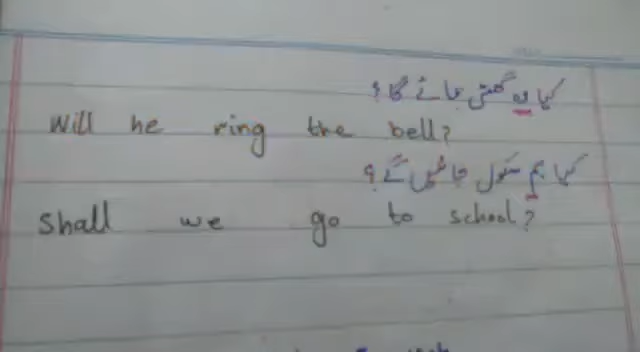 کیا وہ گھنٹی بجائے گا؟
Will he ring the bell?
کیا ہم سکول جائیں گے؟
Shall we go to school?